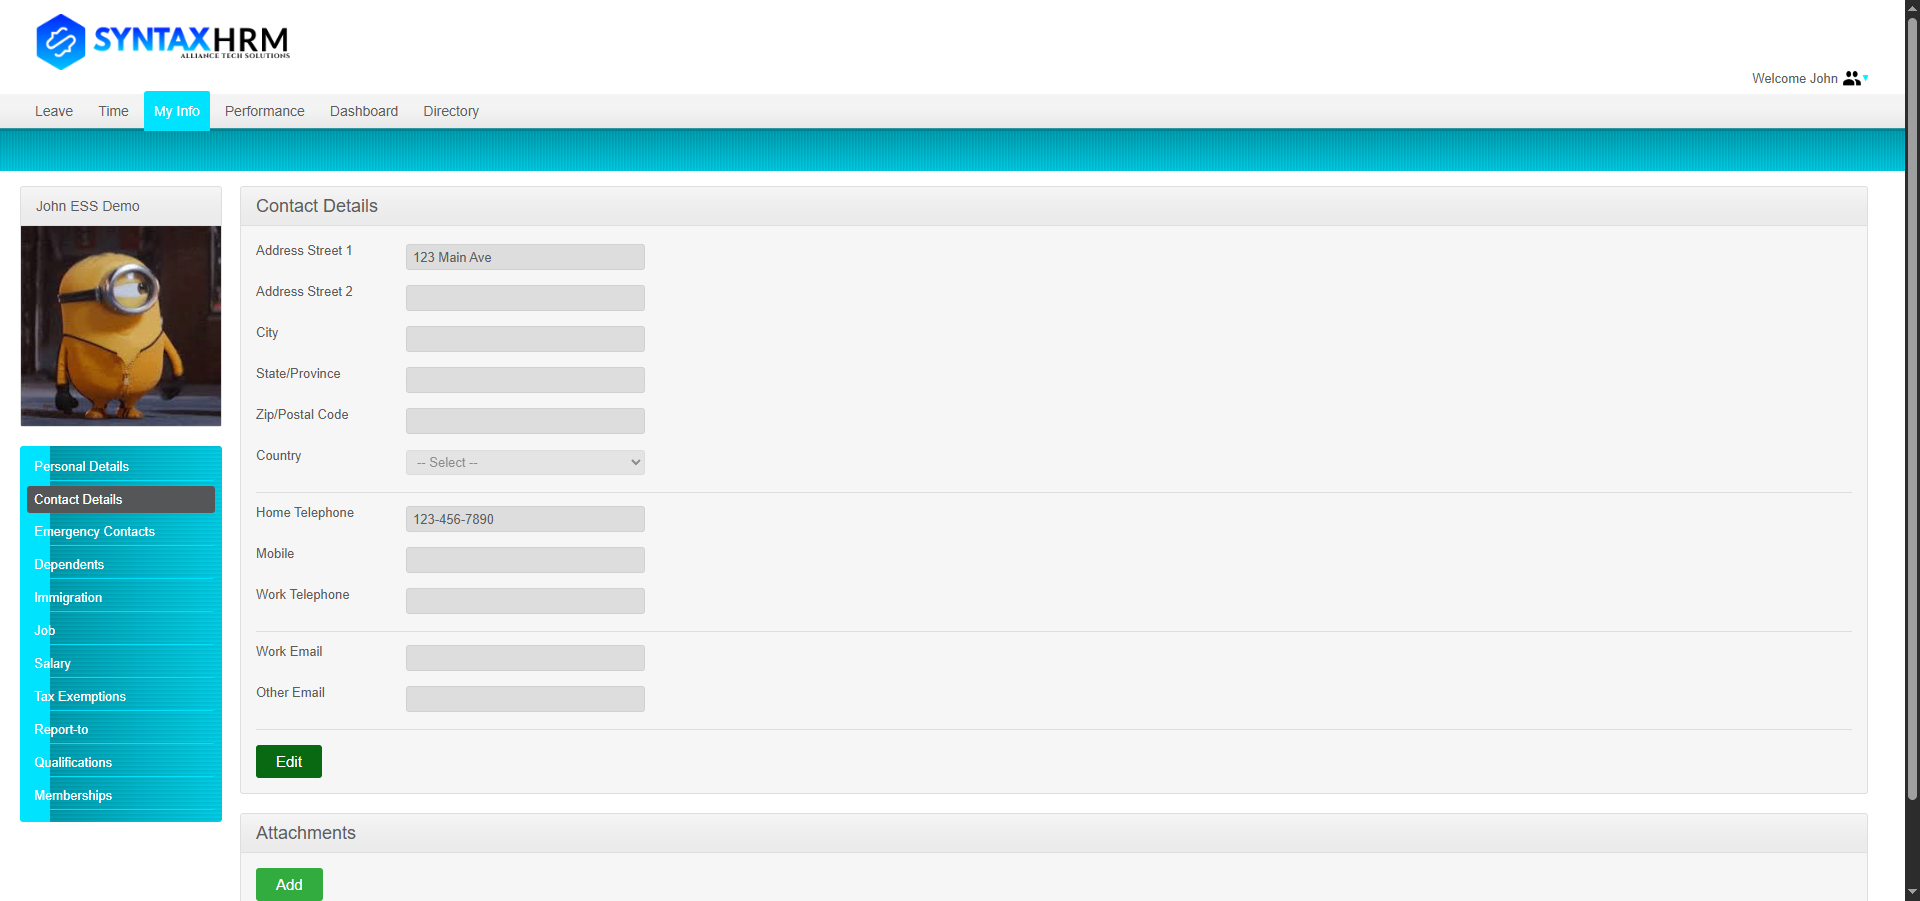 SYNTAXHRM
ALLIANCE TECH SOLUTIONS
Welcome John
Leave Time My Info Performance Dashboard Directory
John ESS Demo
Personal Details
Contact Details
Emergency Contacts
Dependents
Immigration
Job
Salary
Tax Exemptions
Report-to
Qualifications
Memberships
Contact Details
Address Street 1 123 Main Ave
Address Street 2
City
State/Province
Zip/Postal Code
Country -- Select --
Home Telephone 123-456-7890
Mobile
Work Telephone
Work Email
Other Email
Edit
Attachments
Add